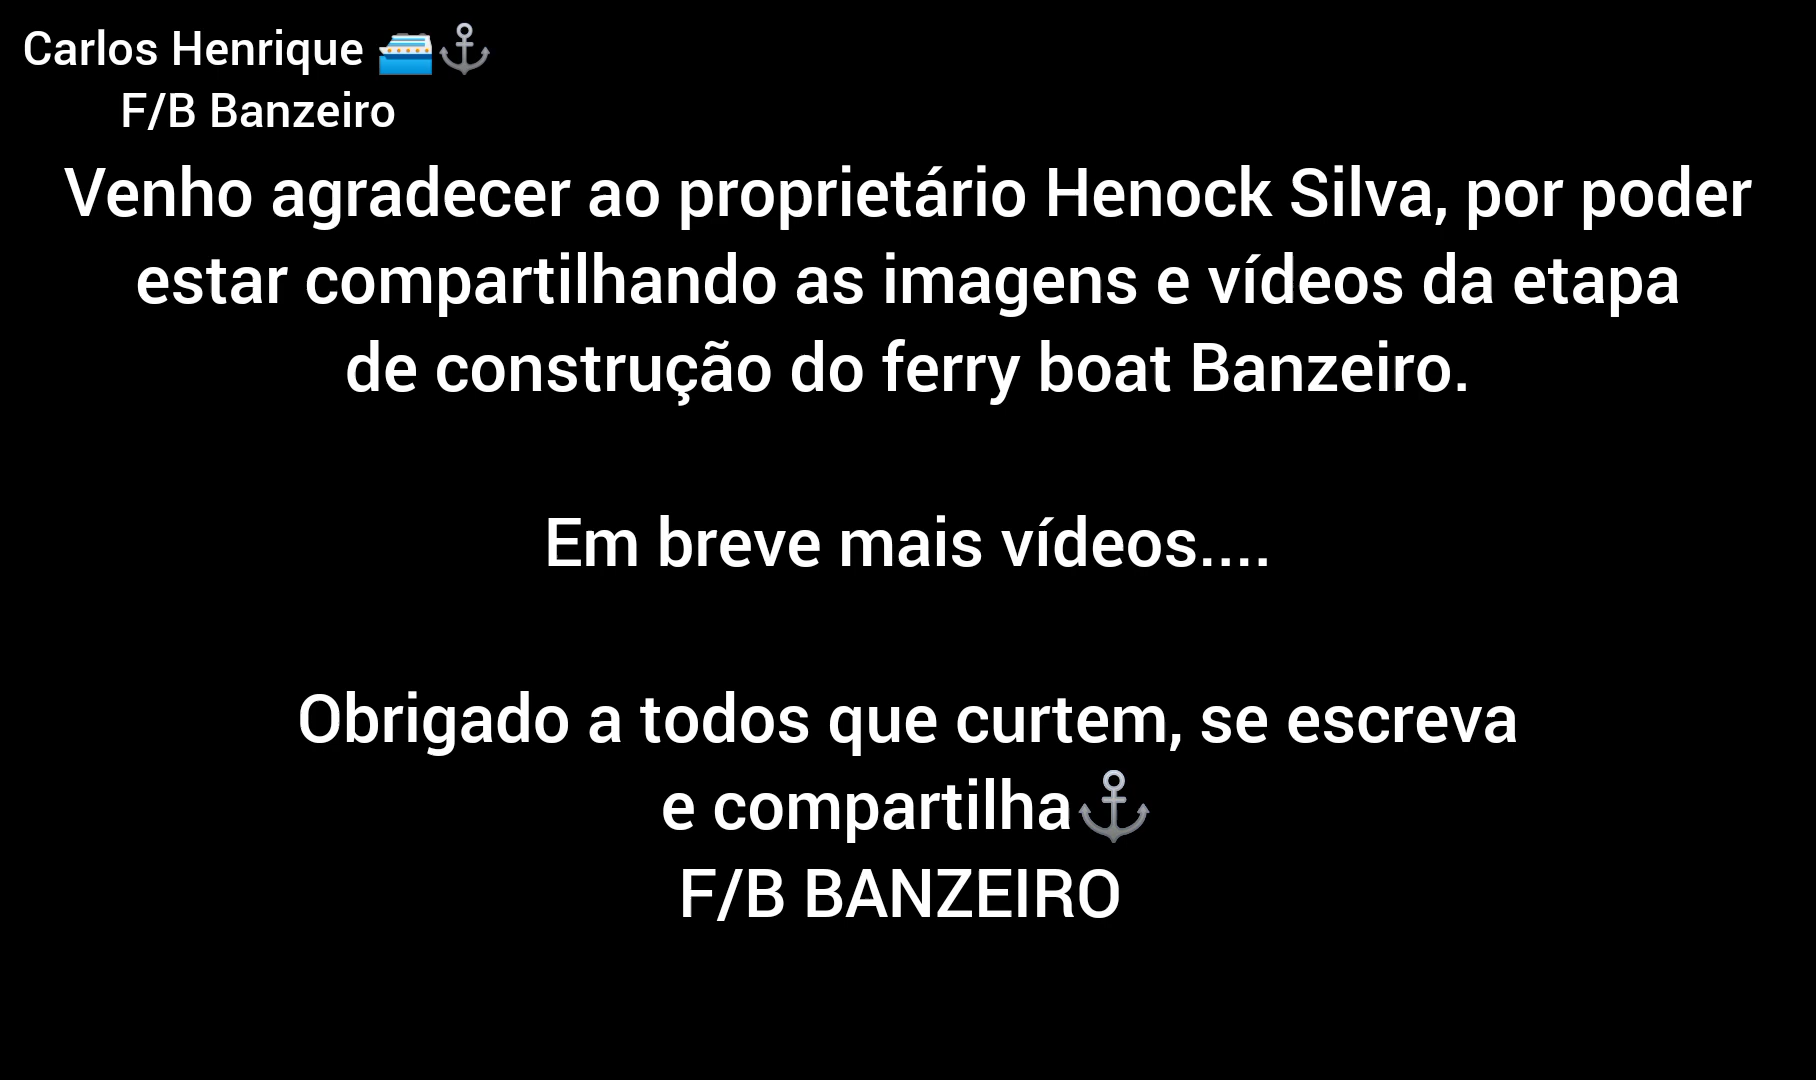 Carlos Henrique 🛳️⚓
F/B Banzeiro
Venho agradecer ao proprietário Henock Silva, por poder
estar compartilhando as imagens e vídeos da etapa
de construção do ferry boat Banzeiro.
Em breve mais vídeos....
Obrigado a todos que curtem, se escreva
e compartilha⚓
F/B BANZEIRO